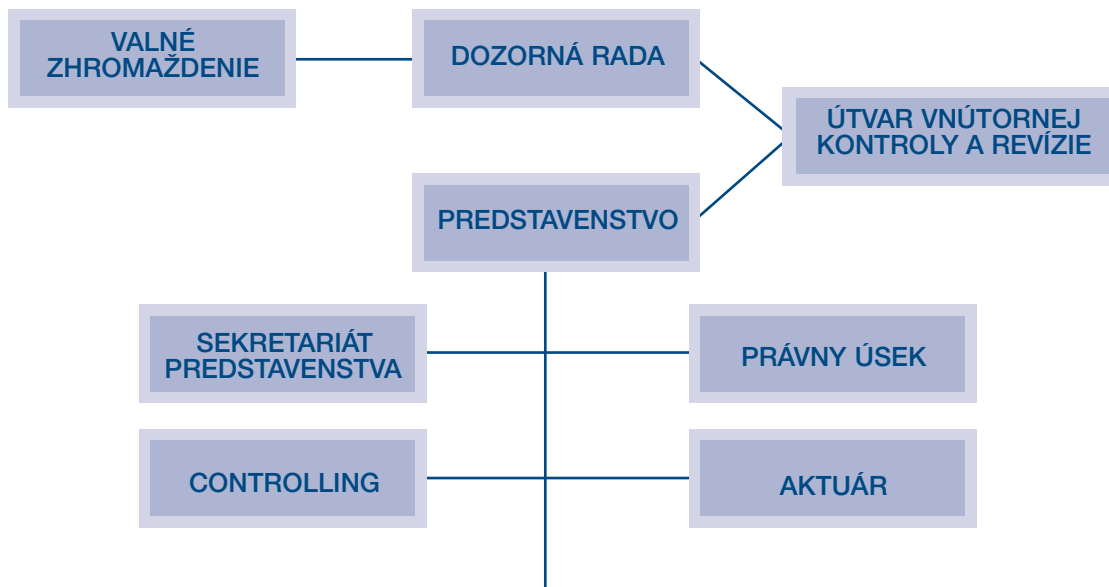 VALNÉ
ZHROMAŽDENIE
DOZORNÁ RADA
ÚTVAR VNÚTORNEJ
KONTROLY A REVÍZIE
PREDSTAVENSTVO
SEKRETARIÁT
PREDSTAVENSTVA
PRÁVNY ÚSEK
CONTROLLING
AKTUÁR